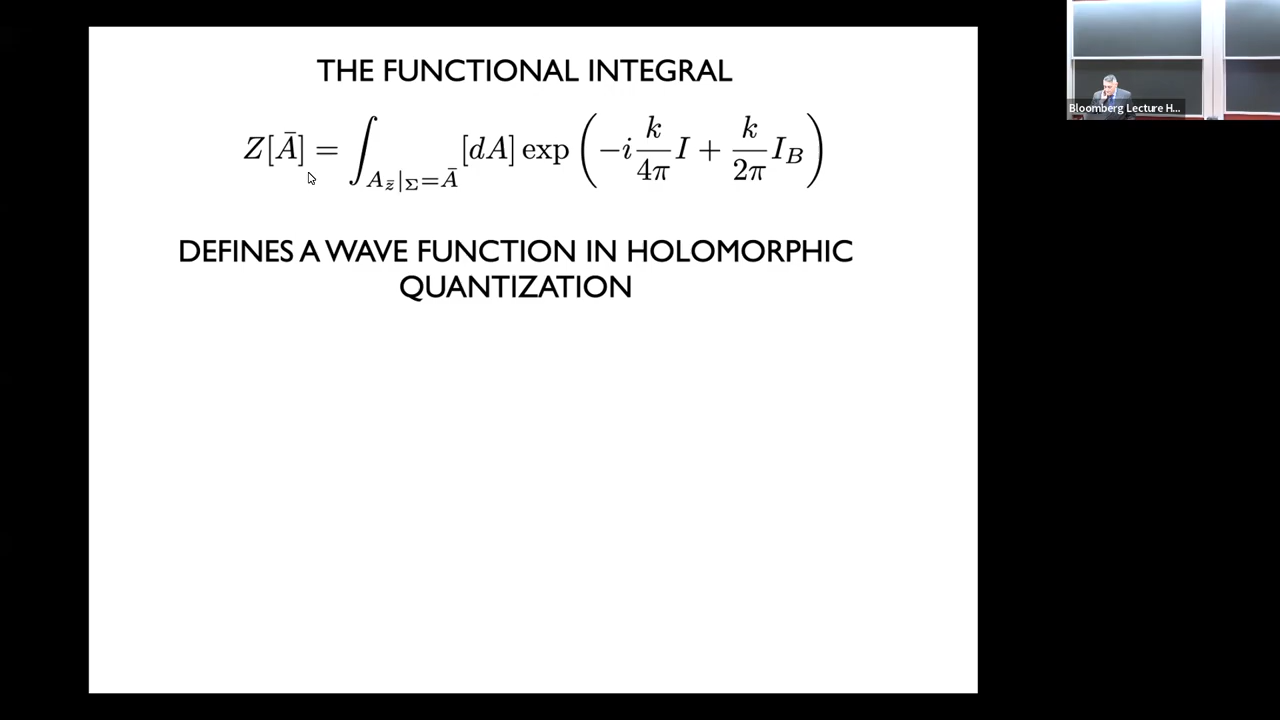 THE FUNCTIONAL INTEGRAL
Z[Ā] = ∫_{A_{z̄}|_Σ=Ā} [dA] exp(−i k/4π I + k/2π I_B)
DEFINES A WAVE FUNCTION IN HOLOMORPHIC
QUANTIZATION
Bloomberg Lecture H...